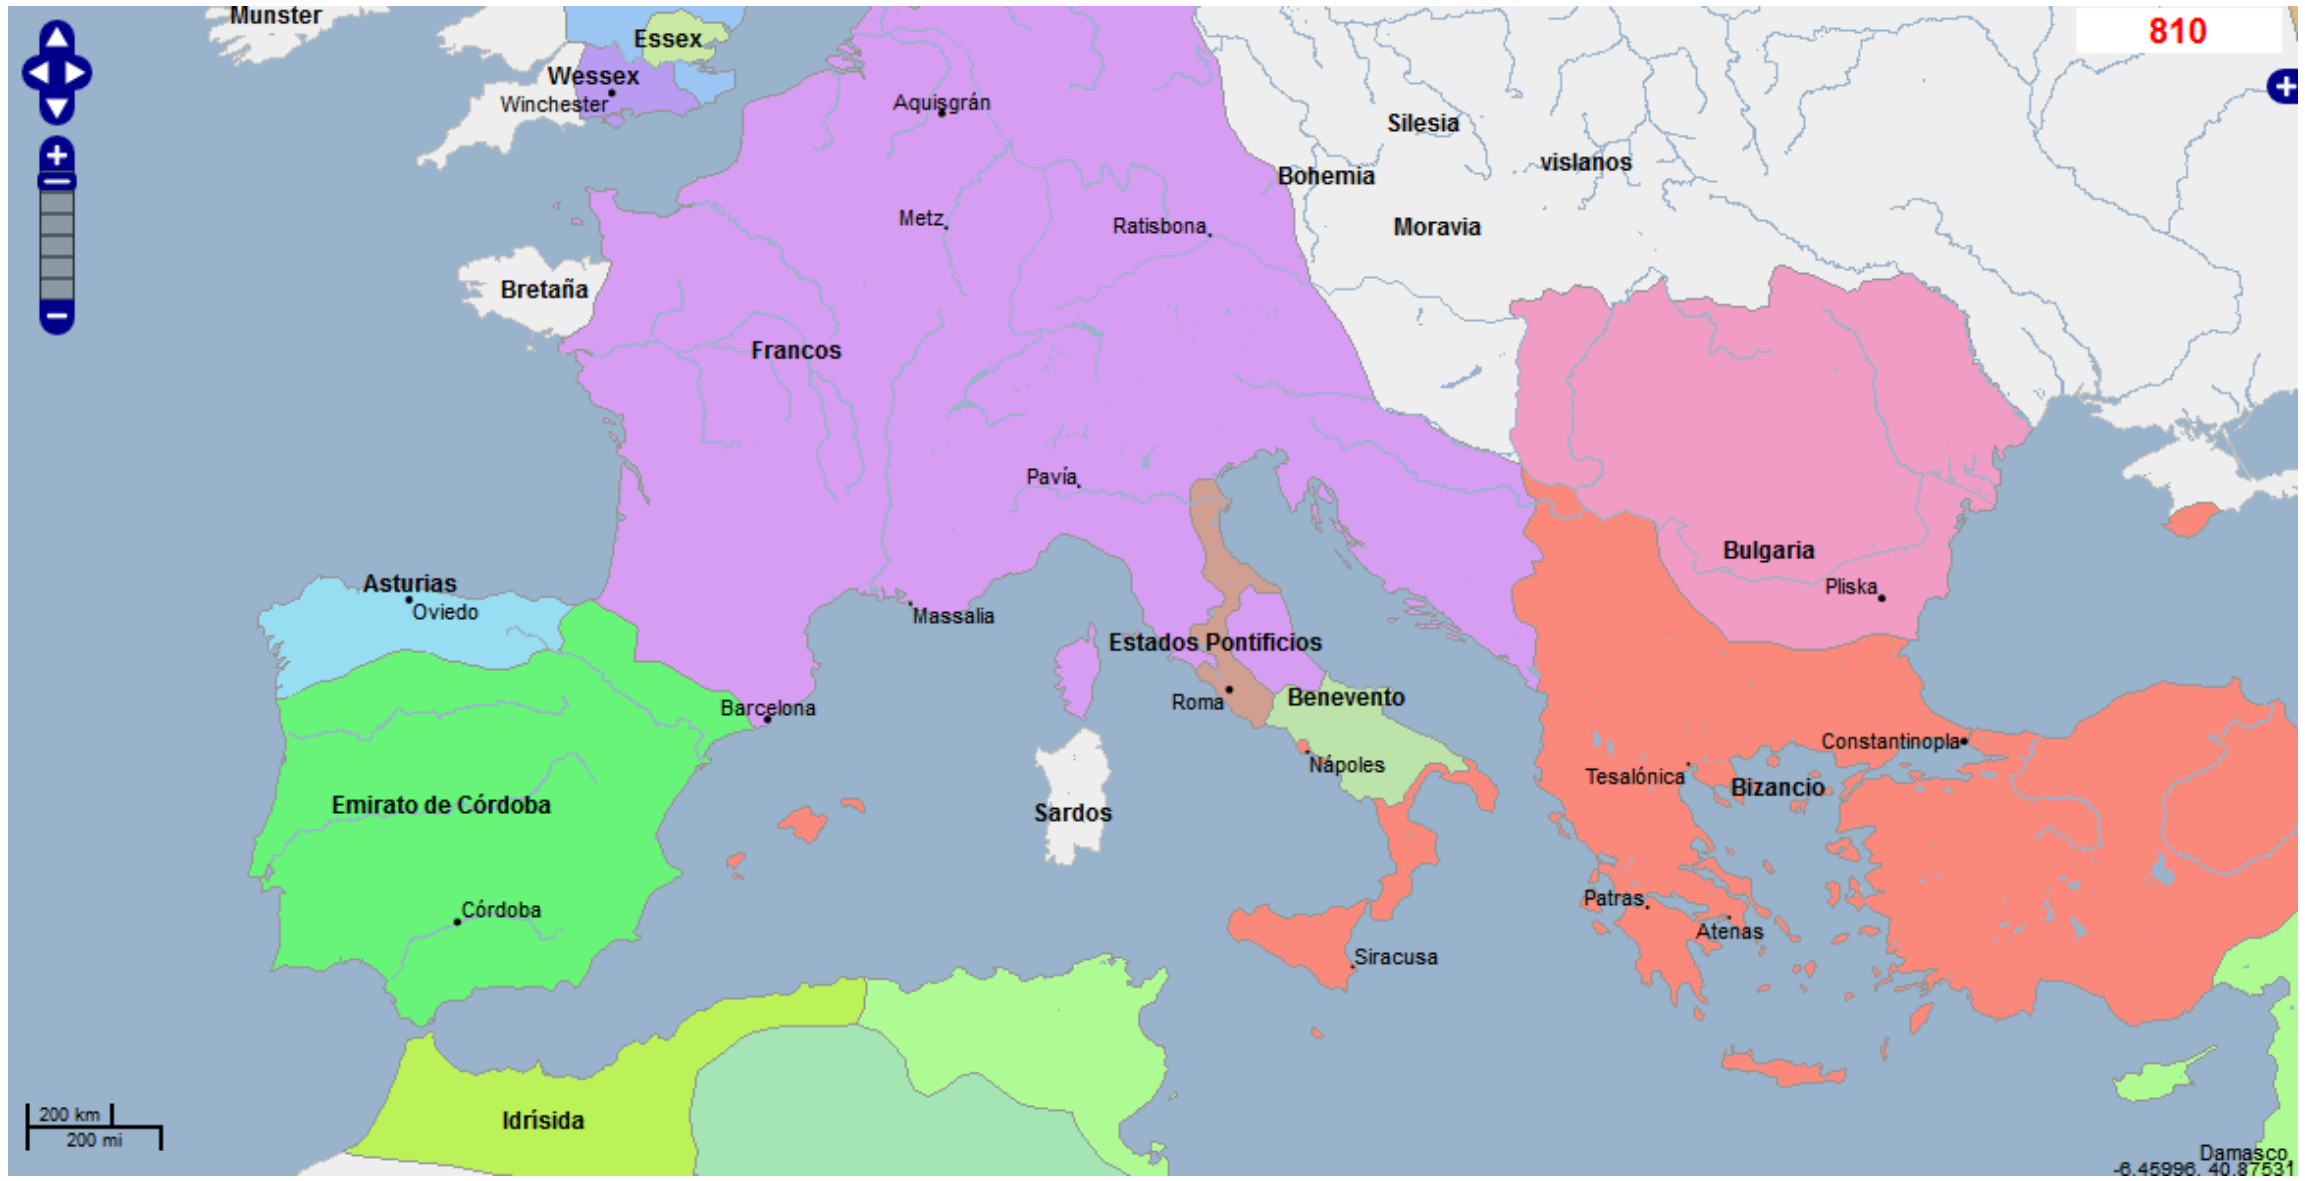 Munster
810
Essex
Wessex
Winchester
Aquisgrán
Silesia
vislanos
Bohemia
Metz
Ratisbona
Moravia
Bretaña
Francos
Pavía
Bulgaria
Pliska
Asturias
Oviedo
Massalia
Estados Pontificios
Roma
Benevento
Barcelona
Constantinopla
Nápoles
Tesalónica
Bizancio
Emirato de Córdoba
Sardos
Córdoba
Patras
Atenas
Siracusa
200 km
200 mi
Idrísida
Damasco
-6.45996, 40.87531